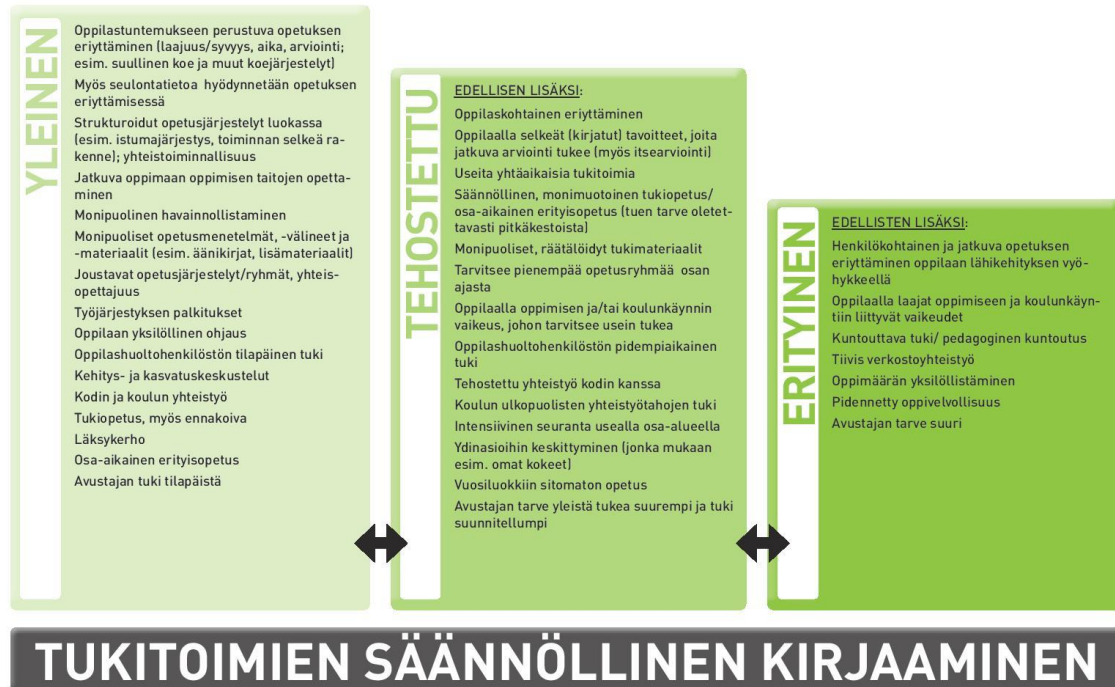 YLEINEN
Oppilastuntemukseen perustuva opetuksen
eriyttäminen (laajuus/syvyys, aika, arviointi;
esim. suullinen koe ja muut koejärjestelyt)
Myös seulontatietoa hyödynnetään opetuksen
eriyttämisessä
Strukturoidut opetusjärjestelyt luokassa
(esim. istumajärjestys, toiminnan selkeä ra-
kenne); yhteistoiminnallisuus
Jatkuva oppimaan oppimisen taitojen opetta-
minen
Monipuolinen havainnollistaminen
Monipuoliset opetusmenetelmät, -välineet ja
-materiaalit (esim. äänikirjat, lisämateriaalit)
Joustavat opetusjärjestelyt/ryhmät, yhteis-
opettajuus
Työjärjestyksen palkitukset
Oppilaan yksilöllinen ohjaus
Oppilashuoltohenkilöstön tilapäinen tuki
Kehitys- ja kasvatuskeskustelut
Kodin ja koulun yhteistyö
Tukiopetus, myös ennakoiva
Läksykerho
Osa-aikainen erityisopetus
Avustajan tuki tilapäistä
TEHOSTETTU
EDELLISEN LISÄKSI:
Oppilaskohtainen eriyttäminen
Oppilaalla selkeät (kirjatut) tavoitteet, joita
jatkuva arviointi tukee (myös itsearviointi)
Useita yhtäaikaisia tukitoimia
Säännöllinen, monimuotoinen tukiopetus/
osa-aikainen erityisopetus (tuen tarve oletet-
tavasti pitkäkestoista)
Monipuoliset, räätälöidyt tukimateriaalit
Tarvitsee pienempää opetusryhmää osan
ajasta
Oppilaalla oppimisen ja/tai koulunkäynnin
vaikeus, johon tarvitsee usein tukea
Oppilashuoltohenkilöstön pidempiaikainen
tuki
Tehostettu yhteistyö kodin kanssa
Koulun ulkopuolisten yhteistyötahojen tuki
Intensiivinen seuranta usealla osa-alueella
Ydinasioihin keskittyminen (jonka mukaan
esim. omat kokeet)
Vuosiluokkiin sitomaton opetus
Avustajan tarve yleistä tukea suurempi ja tuki
suunnitellumpi
ERITYINEN
EDELLISTEN LISÄKSI:
Henkilökohtainen ja jatkuva opetuksen
eriyttäminen oppilaan lähikehityksen vyö-
hykkeellä
Oppilaalla laajat oppimiseen ja koulunkäyn-
tiin liittyvät vaikeudet
Kuntouttava tuki/ pedagoginen kuntoutus
Tiivis verkostoyhteistyö
Oppimäärän yksilöllistäminen
Pidennetty oppivelvollisuus
Avustajan tarve suuri
TUKITOIMIEN SÄÄNNÖLLINEN KIRJAAMINEN